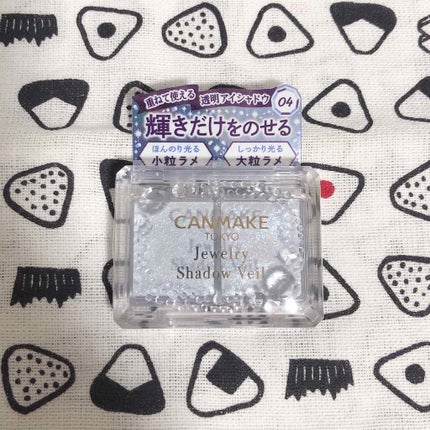 重ねて使える 透明アイシャドウ 04
輝きだけをのせる
ほんのり光る しっかり光る
小粒ラメ 大粒ラメ
CANMAKE
TOKYO
Jewelry
Shadow Veil